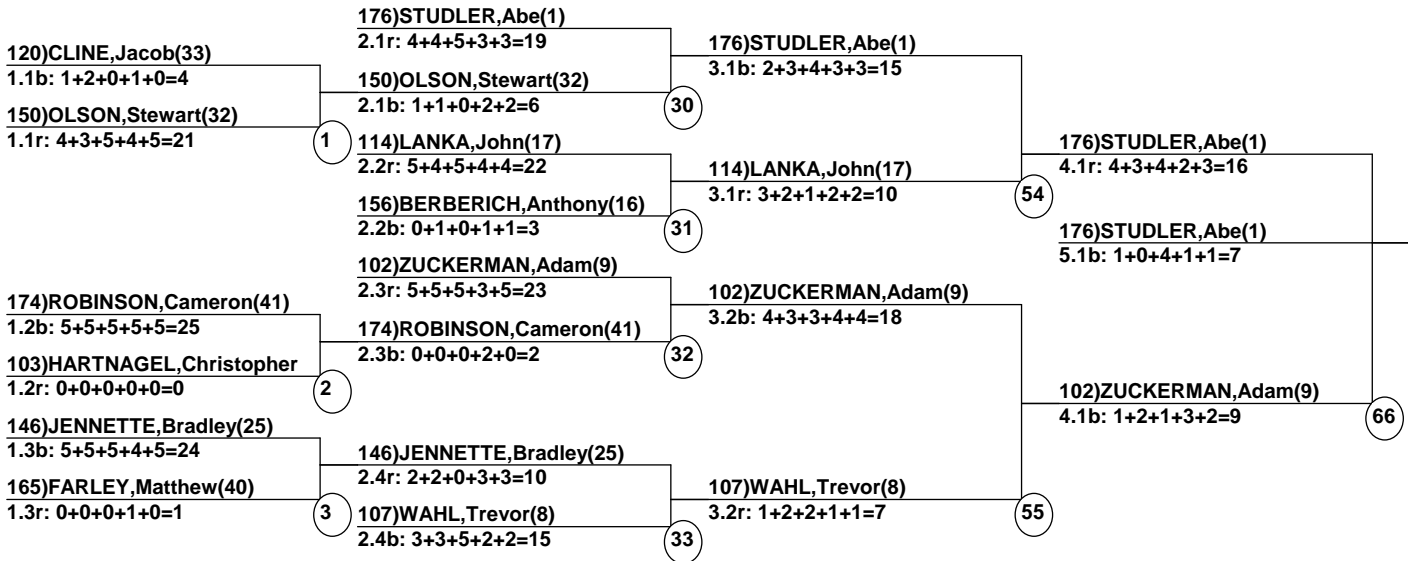 120)CLINE,Jacob(33)
1.1b: 1+2+0+1+0=4
150)OLSON,Stewart(32)
1.1r: 4+3+5+4+5=21
1
174)ROBINSON,Cameron(41)
1.2b: 5+5+5+5+5=25
103)HARTNAGEL,Christopher
1.2r: 0+0+0+0+0=0
2
146)JENNETTE,Bradley(25)
1.3b: 5+5+5+4+5=24
165)FARLEY,Matthew(40)
1.3r: 0+0+0+1+0=1
3
176)STUDLER,Abe(1)
2.1r: 4+4+5+3+3=19
150)OLSON,Stewart(32)
2.1b: 1+1+0+2+2=6
30
114)LANKA,John(17)
2.2r: 5+4+5+4+4=22
156)BERBERICH,Anthony(16)
2.2b: 0+1+0+1+1=3
31
102)ZUCKERMAN,Adam(9)
2.3r: 5+5+5+3+5=23
174)ROBINSON,Cameron(41)
2.3b: 0+0+0+2+0=2
32
146)JENNETTE,Bradley(25)
2.4r: 2+2+0+3+3=10
107)WAHL,Trevor(8)
2.4b: 3+3+5+2+2=15
33
176)STUDLER,Abe(1)
3.1b: 2+3+4+3+3=15
114)LANKA,John(17)
3.1r: 3+2+1+2+2=10
54
102)ZUCKERMAN,Adam(9)
3.2b: 4+3+3+4+4=18
107)WAHL,Trevor(8)
3.2r: 1+2+2+1+1=7
55
176)STUDLER,Abe(1)
4.1r: 4+3+4+2+3=16
176)STUDLER,Abe(1)
5.1b: 1+0+4+1+1=7
102)ZUCKERMAN,Adam(9)
4.1b: 1+2+1+3+2=9
66